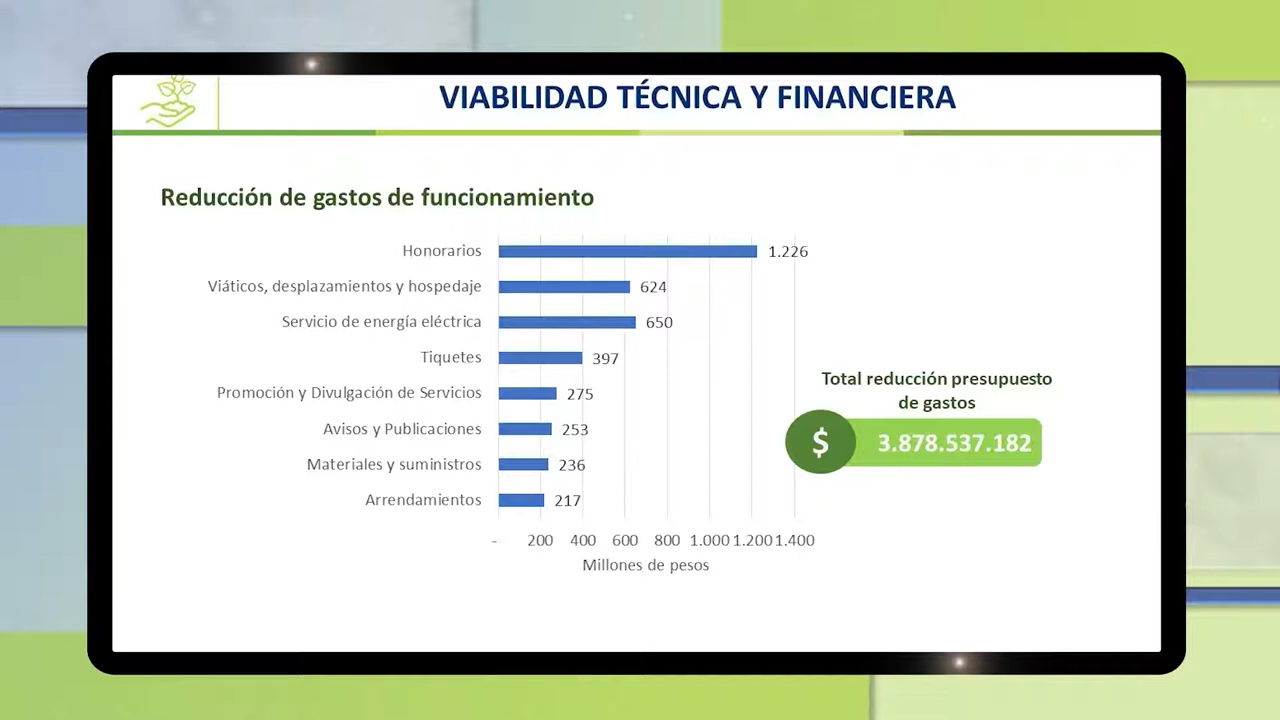 VIABILIDAD TÉCNICA Y FINANCIERA
Reducción de gastos de funcionamiento
Honorarios 1.226
Viáticos, desplazamientos y hospedaje 624
Servicio de energía eléctrica 650
Tiquetes 397
Promoción y Divulgación de Servicios 275
Avisos y Publicaciones 253
Materiales y suministros 236
Arrendamientos 217
- 200 400 600 800 1.000 1.200 1.400
Millones de pesos
Total reducción presupuesto
de gastos
$ 3.878.537.182